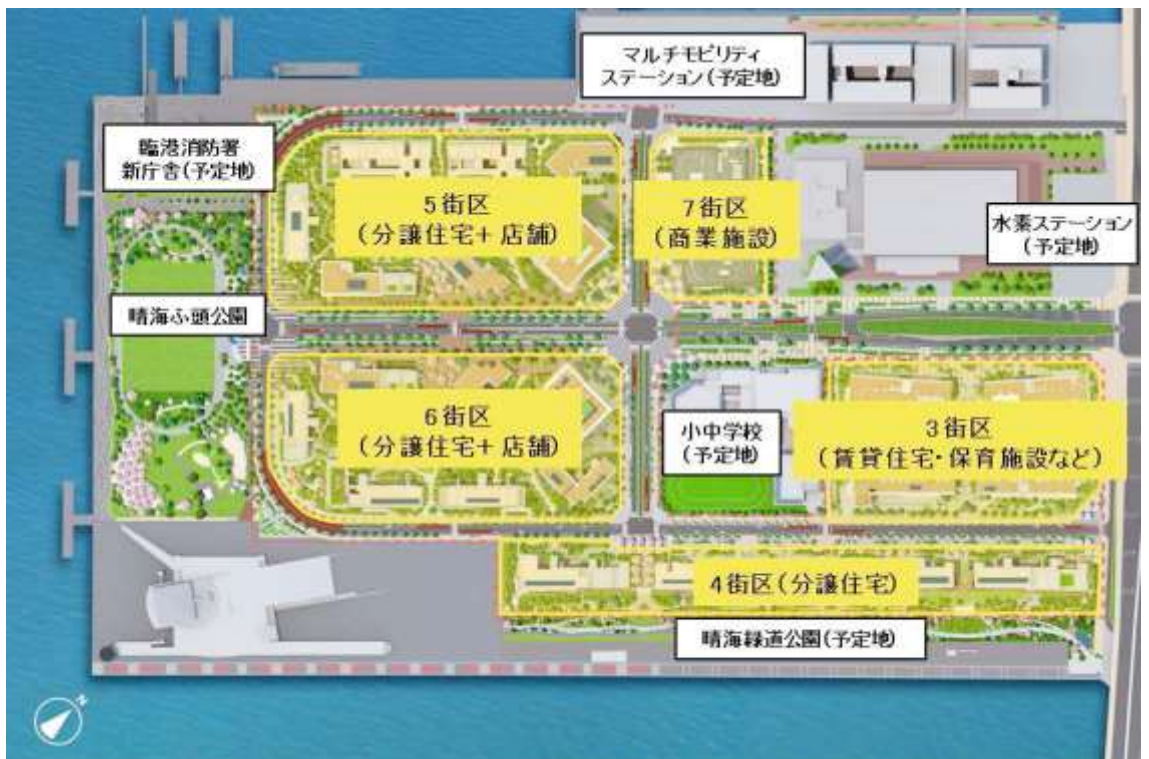 マルチモビリティ
ステーション(予定地)
臨港消防署
新庁舎(予定地)
5街区
(分譲住宅+店舗)
7街区
(商業施設)
水素ステーション
(予定地)
晴海ふ頭公園
6街区
(分譲住宅+店舗)
小中学校
(予定地)
3街区
(賃貸住宅・保育施設など)
4街区(分譲住宅)
晴海緑道公園(予定地)
N